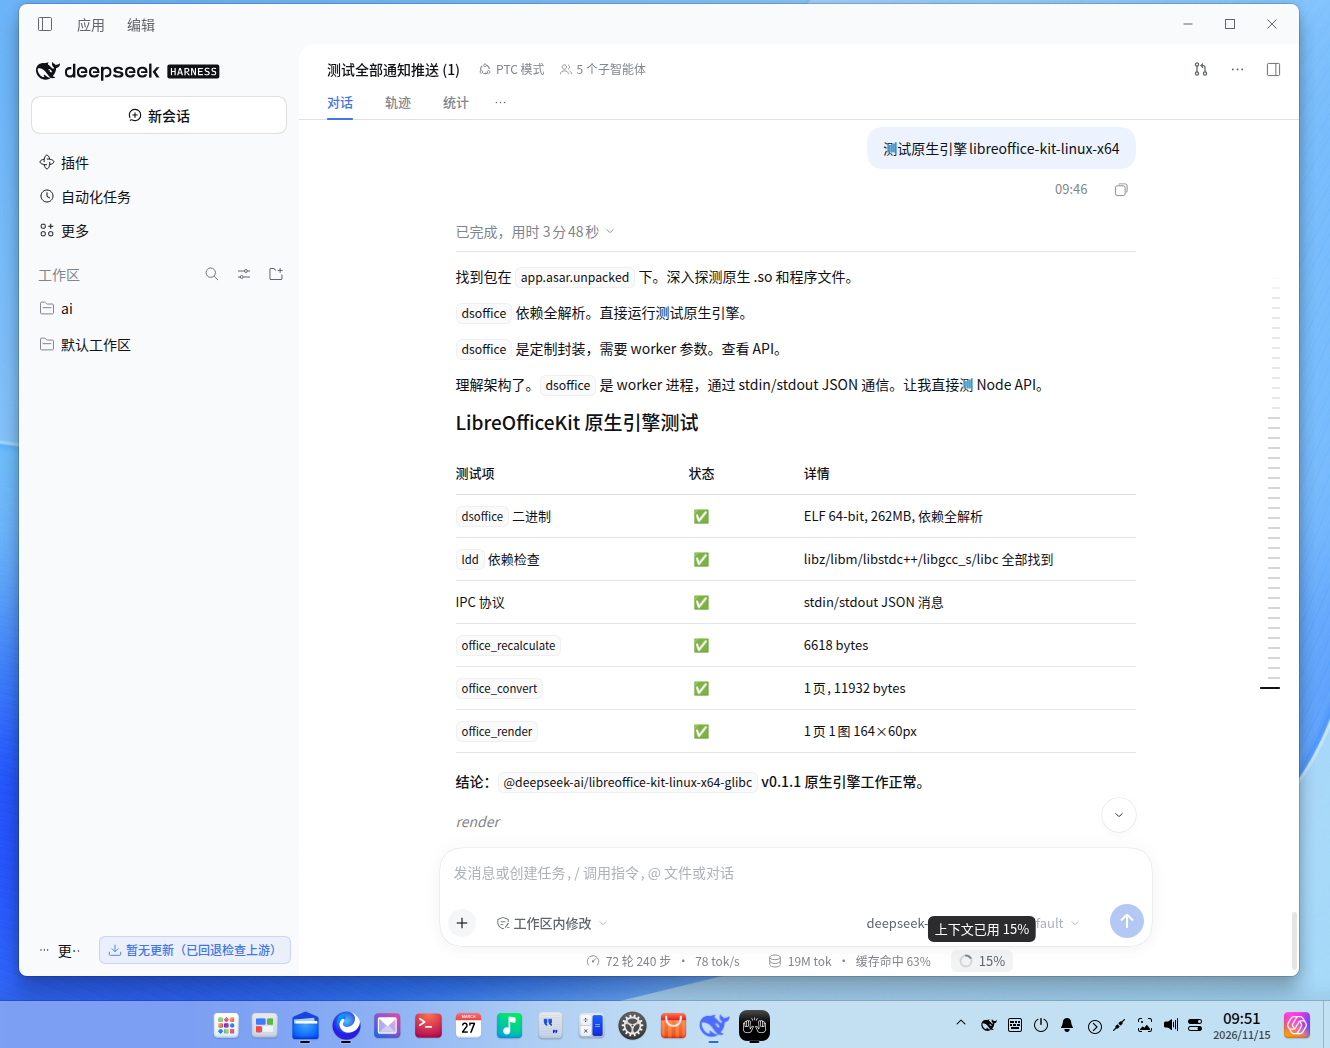 应用 编辑
deepseek HARNESS
新会话
插件
自动化任务
更多
工作区
ai
默认工作区
更··
暂无更新（已回退检查上游）
测试全部通知推送 (1) PTC 模式 5 个子智能体
对话 轨迹 统计 ···
测试原生引擎 libreoffice-kit-linux-x64
09:46
已完成，用时 3 分 48 秒
找到包在 app.asar.unpacked 下。深入探测原生 .so 和程序文件。
dsoffice 依赖全解析。直接运行测试原生引擎。
dsoffice 是定制封装，需要 worker 参数。查看 API。
理解架构了。 dsoffice 是 worker 进程，通过 stdin/stdout JSON 通信。让我直接测 Node API。
LibreOfficeKit 原生引擎测试
测试项 状态 详情
dsoffice 二进制 ✅ ELF 64-bit, 262MB, 依赖全解析
ldd 依赖检查 ✅ libz/libm/libstdc++/libgcc_s/libc 全部找到
IPC 协议 ✅ stdin/stdout JSON 消息
office_recalculate ✅ 6618 bytes
office_convert ✅ 1 页, 11932 bytes
office_render ✅ 1 页 1 图 164×60px
结论： @deepseek-ai/libreoffice-kit-linux-x64-glibc v0.1.1 原生引擎工作正常。
render
发消息或创建任务, / 调用指令, @ 文件或对话
工作区内修改 deepseek- fault
上下文已用 15%
72 轮 240 步 · 78 tok/s 19M tok · 缓存命中 63% 15%
MARCH
27
09:51
2026/11/15